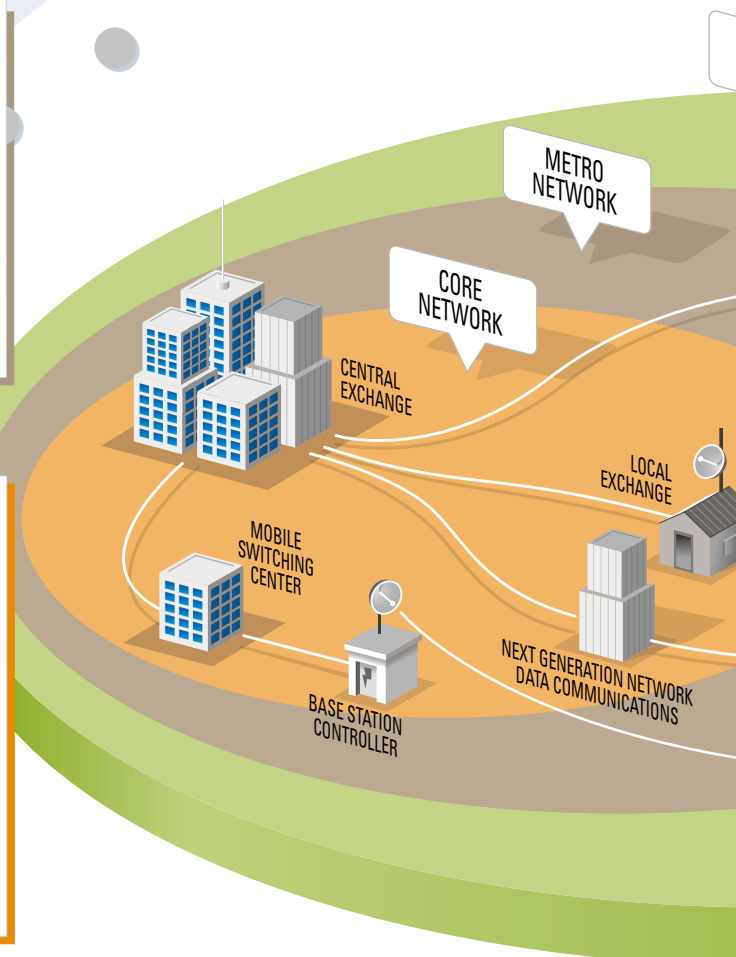 METRO
NETWORK
CORE
NETWORK
CENTRAL
EXCHANGE
LOCAL
EXCHANGE
MOBILE
SWITCHING
CENTER
NEXT GENERATION NETWORK
DATA COMMUNICATIONS
BASE STATION
CONTROLLER